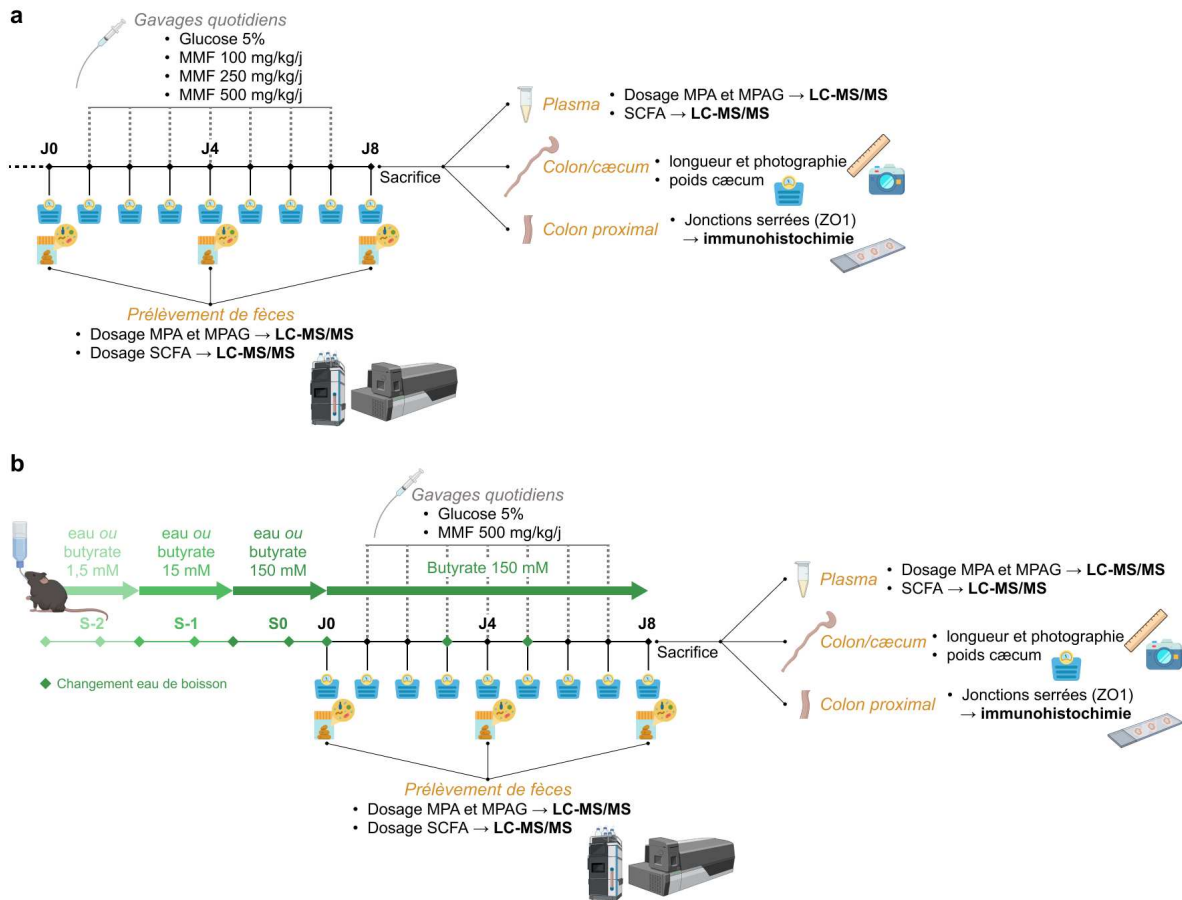 a
Gavages quotidiens
• Glucose 5%
• MMF 100 mg/kg/j
• MMF 250 mg/kg/j
• MMF 500 mg/kg/j
J0
J4
J8
Sacrifice
Plasma
• Dosage MPA et MPAG → LC-MS/MS
• SCFA → LC-MS/MS
Colon/cæcum
• longueur et photographie
• poids cæcum
Colon proximal
• Jonctions serrées (ZO1)
→ immunohistochimie
Prélèvement de fèces
• Dosage MPA et MPAG → LC-MS/MS
• Dosage SCFA → LC-MS/MS
b
Gavages quotidiens
• Glucose 5%
• MMF 500 mg/kg/j
eau ou
butyrate
1,5 mM
eau ou
butyrate
15 mM
eau ou
butyrate
150 mM
Butyrate 150 mM
S-2
S-1
S0
J0
J4
J8
Sacrifice
Changement eau de boisson
Plasma
• Dosage MPA et MPAG → LC-MS/MS
• SCFA → LC-MS/MS
Colon/cæcum
• longueur et photographie
• poids cæcum
Colon proximal
• Jonctions serrées (ZO1)
→ immunohistochimie
Prélèvement de fèces
• Dosage MPA et MPAG → LC-MS/MS
• Dosage SCFA → LC-MS/MS